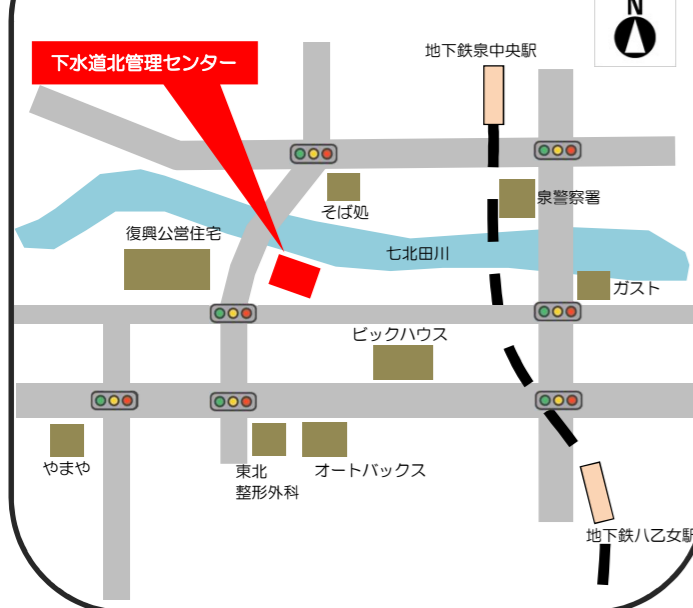 N
地下鉄泉中央駅
下水道北管理センター
泉警察署
そば処
復興公営住宅
七北田川
ガスト
ビックハウス
やまや
東北
整形外科
オートバックス
地下鉄八乙女駅